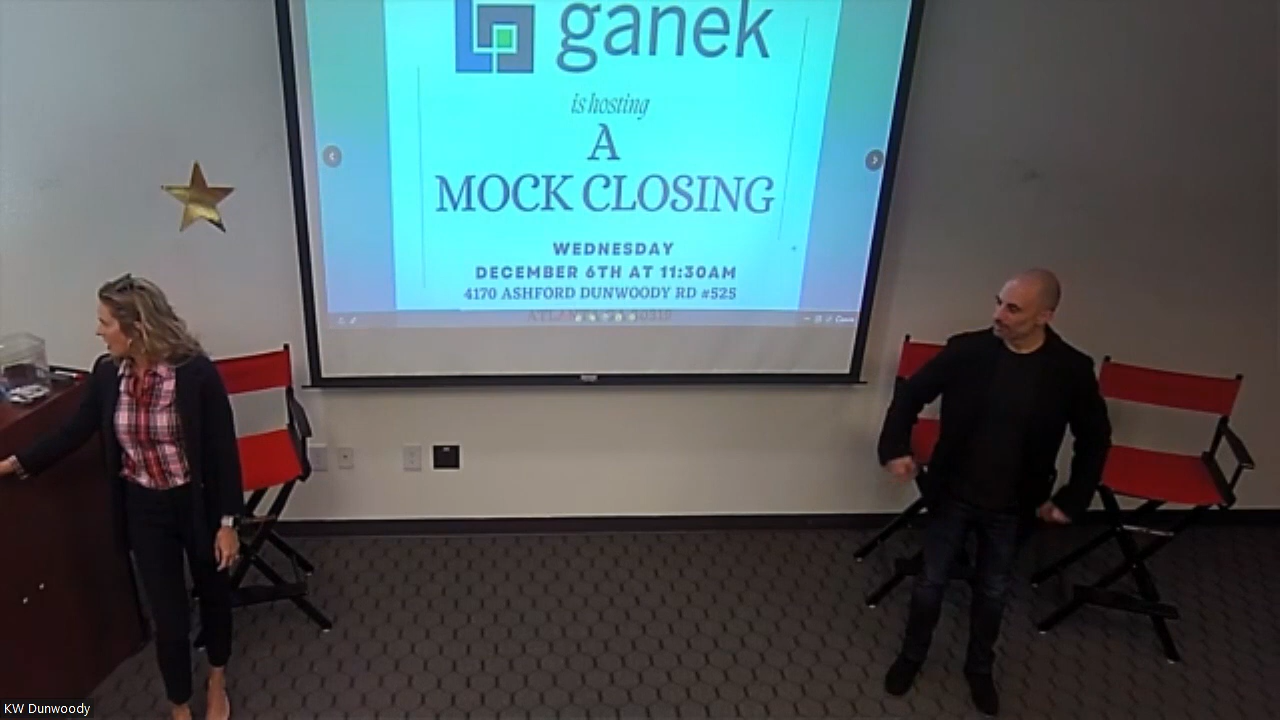 ganek
is hosting
A
MOCK CLOSING
WEDNESDAY
DECEMBER 6TH AT 11:30AM
4170 ASHFORD DUNWOODY RD #525
KW Dunwoody